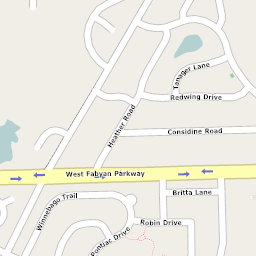 Tanager Lane
Redwing Drive
Heather Road
Considine Road
West Fabyan Parkway
Britta Lane
Winnebago Trail
Robin Drive
Pontiac Drive